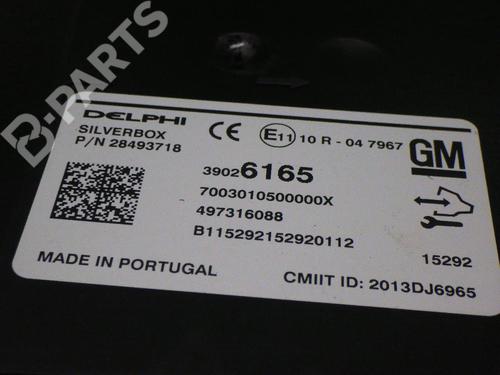 B-PARTS
DELPHI
SILVERBOX
P/N 28493718
CE E11 10 R - 04 7967
GM
39026165
7003010500000X
497316088
B115292152920112
15292
MADE IN PORTUGAL
CMIIT ID: 2013DJ6965